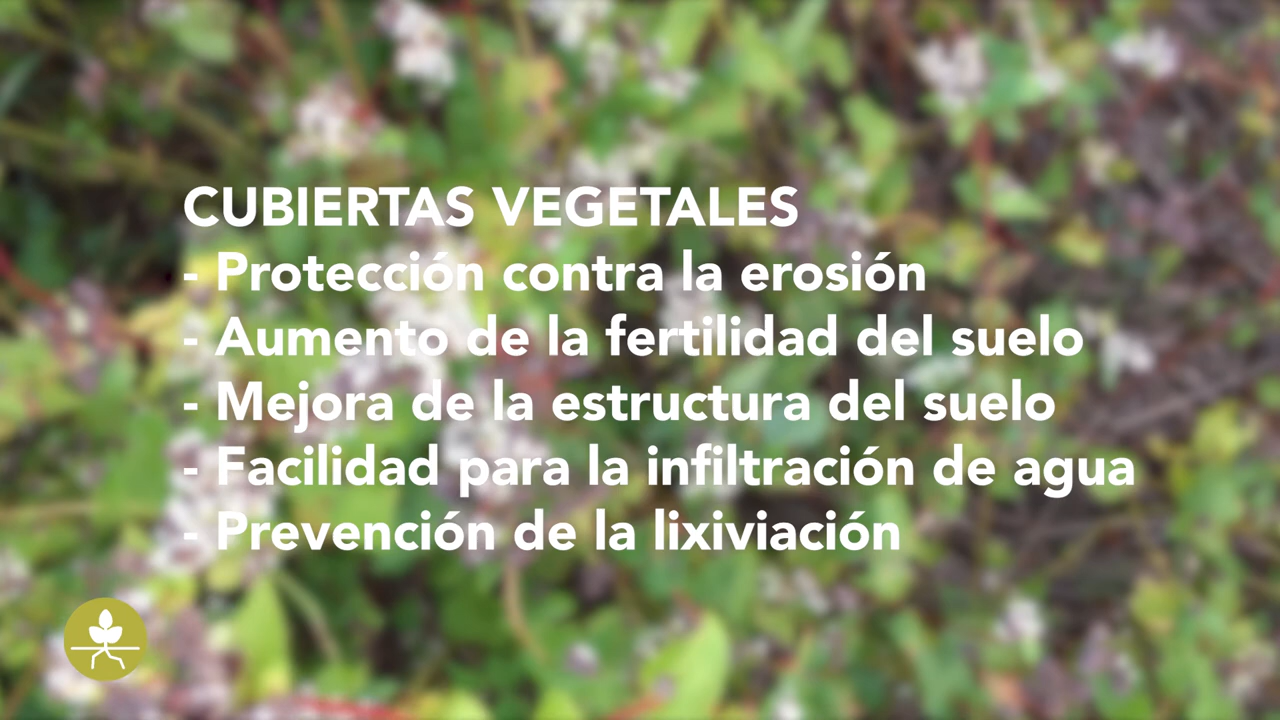 CUBIERTAS VEGETALES
- Protección contra la erosión
- Aumento de la fertilidad del suelo
- Mejora de la estructura del suelo
- Facilidad para la infiltración de agua
- Prevención de la lixiviación